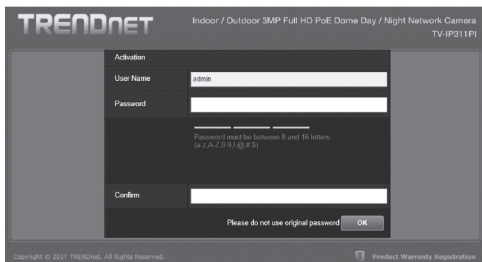 TRENDNET
Indoor / Outdoor 3MP Full HD PoE Dome Day / Night Network Camera
TV-IP311PI
Activation
User Name
admin
Password
Password must be between 8 and 16 letters.
(a-z,A-Z,0-9,! @.#.$)
Confirm
Please do not use original password
OK
Copyright © 2017 TRENDnet. All Rights Reserved.
Product Warranty Registration